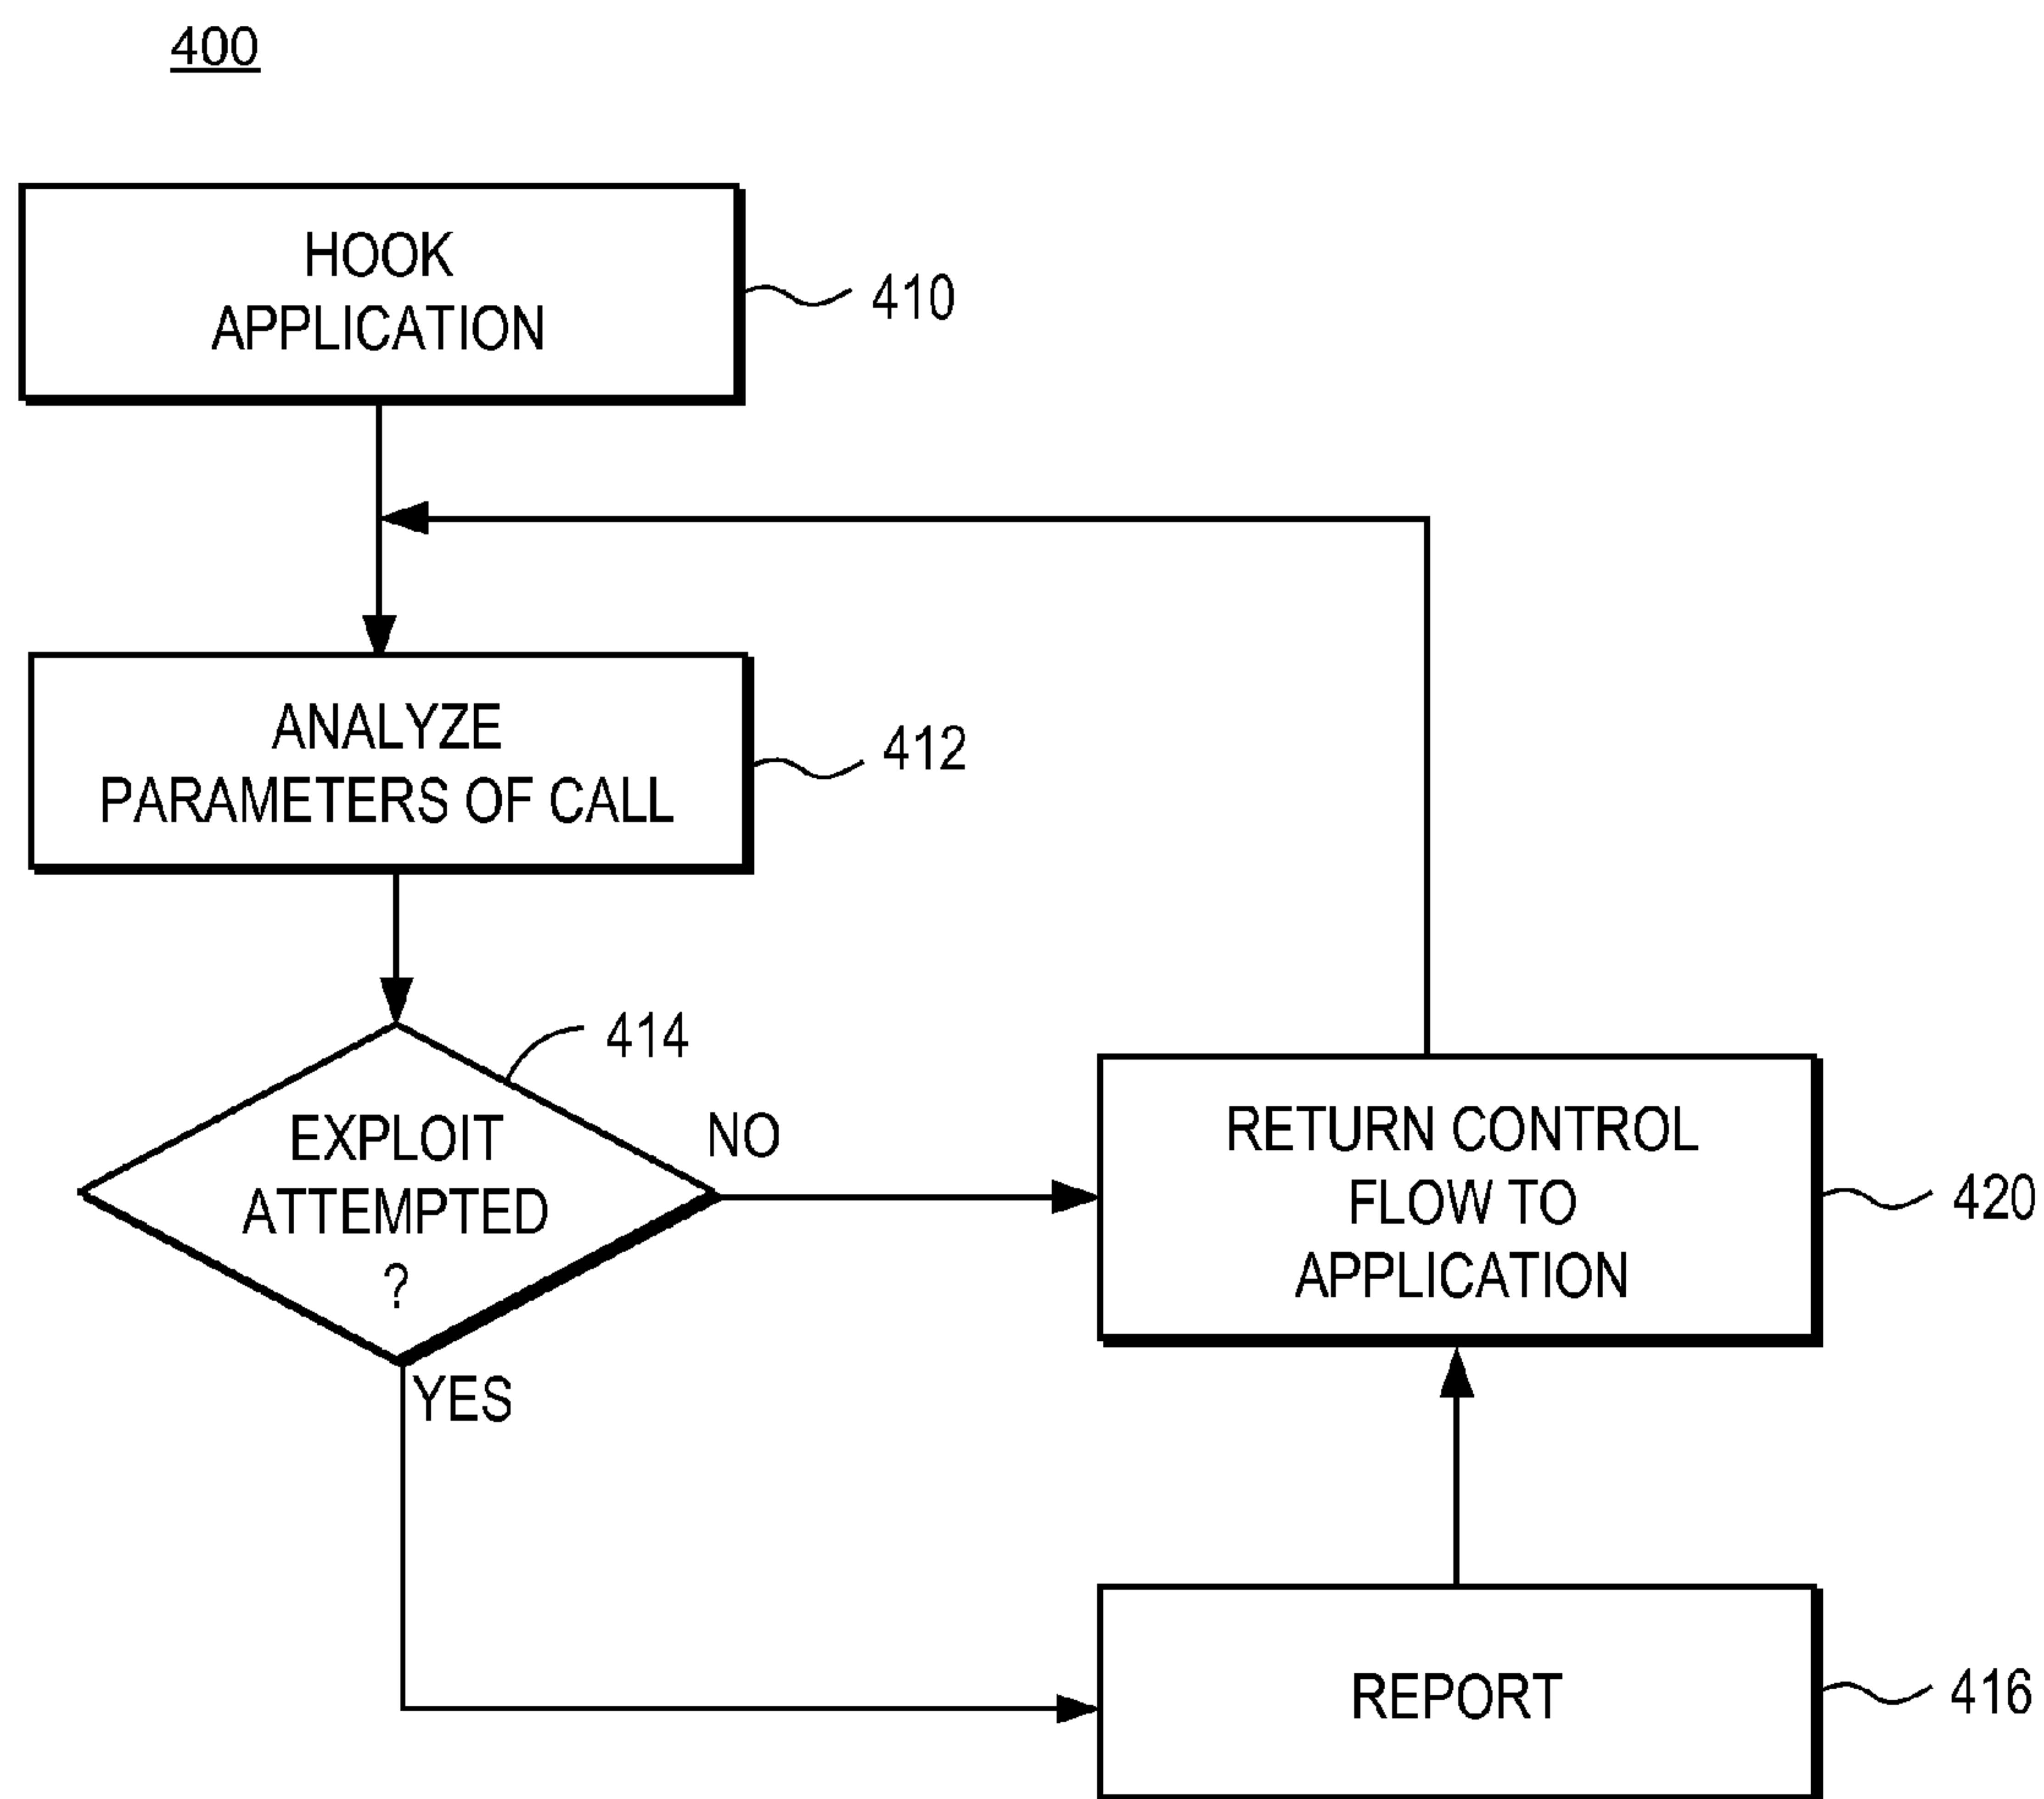 400
HOOK
APPLICATION
410
ANALYZE
PARAMETERS OF CALL
412
EXPLOIT
ATTEMPTED
?
414
NO
YES
RETURN CONTROL
FLOW TO
APPLICATION
420
REPORT
416